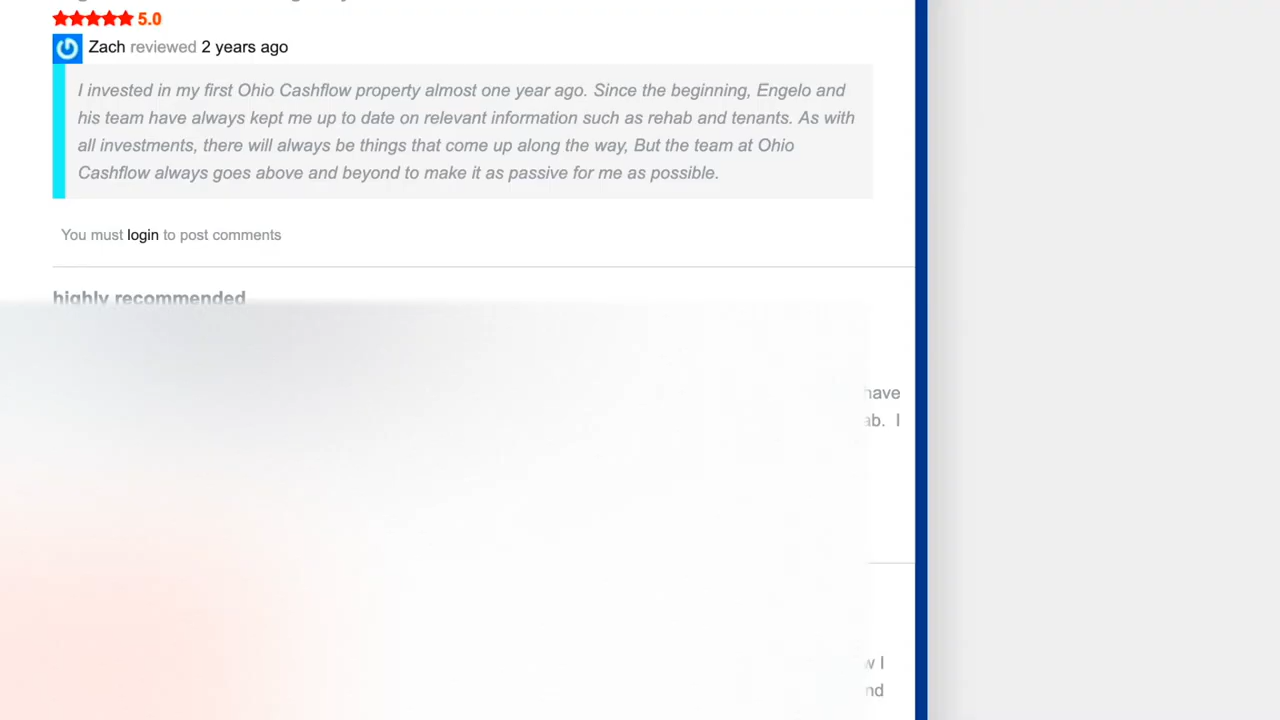 5.0
Zach reviewed 2 years ago
I invested in my first Ohio Cashflow property almost one year ago. Since the beginning, Engelo and
his team have always kept me up to date on relevant information such as rehab and tenants. As with
all investments, there will always be things that come up along the way, But the team at Ohio
Cashflow always goes above and beyond to make it as passive for me as possible.
You must login to post comments
highly recommended
have
I
I